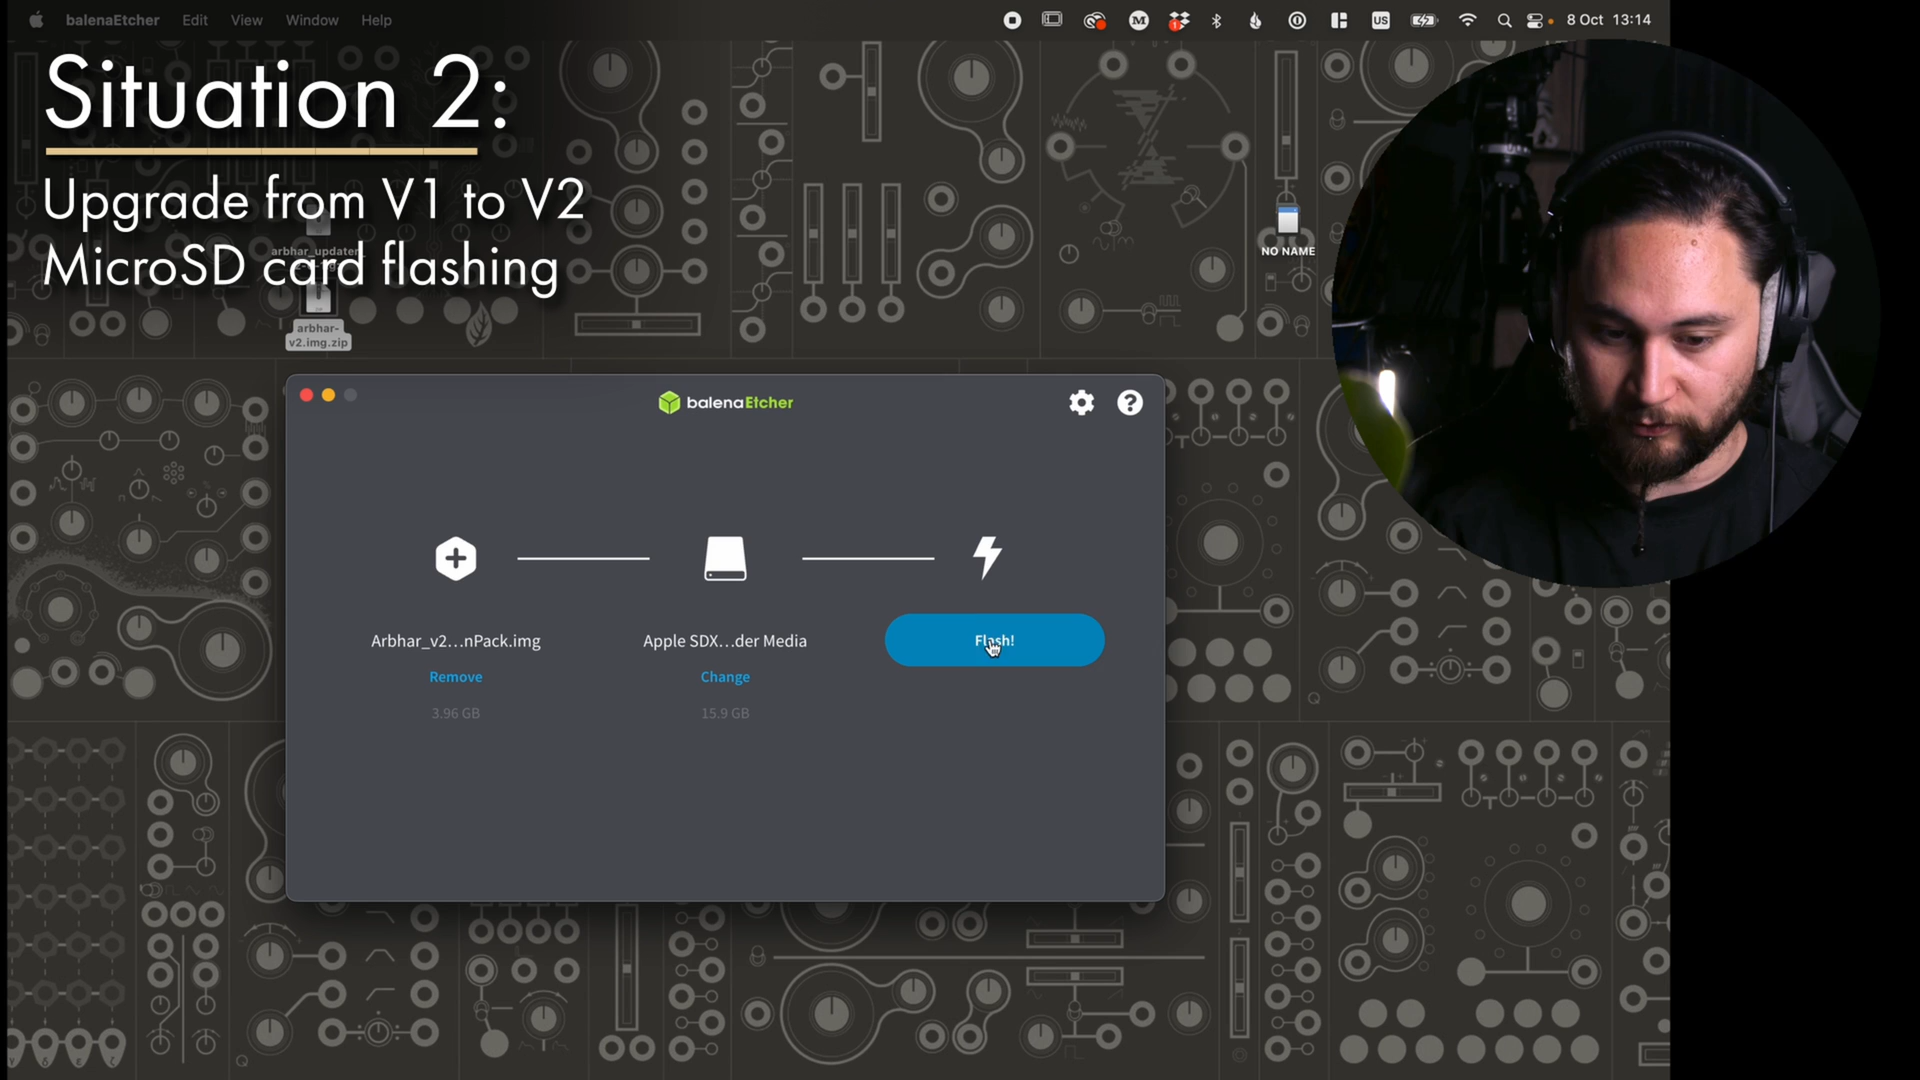 balenaEtcher Edit View Window Help
M 1 US 8 Oct 13:14
Situation 2:
Upgrade from V1 to V2
MicroSD card flashing
arbhar_updater
arbhar-
v2.img.zip
NO NAME
balenaEtcher
?
Arbhar_v2...nPack.img
Apple SDX...der Media
Flash!
Remove
Change
3.96 GB
15.9 GB